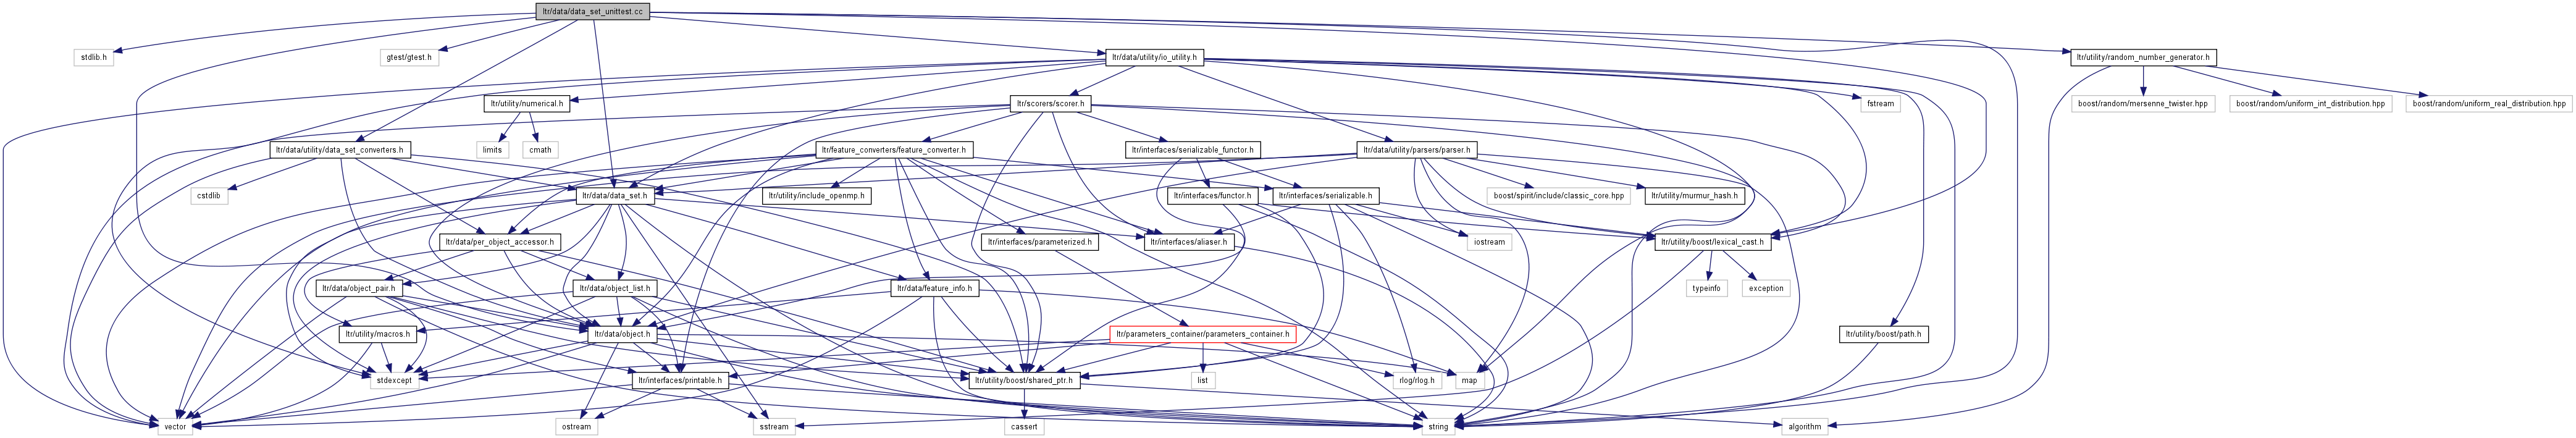 ltr/data/data_set_unittest.cc
stdlib.h
gtest/gtest.h
ltr/data/utility/io_utility.h
ltr/utility/random_number_generator.h
ltr/utility/numerical.h
ltr/scorers/scorer.h
fstream
boost/random/mersenne_twister.hpp
boost/random/uniform_int_distribution.hpp
boost/random/uniform_real_distribution.hpp
ltr/data/utility/data_set_converters.h
limits
cmath
ltr/feature_converters/feature_converter.h
ltr/interfaces/serializable_functor.h
ltr/data/utility/parsers/parser.h
cstdlib
ltr/data/data_set.h
ltr/utility/include_openmp.h
ltr/interfaces/functor.h
ltr/interfaces/serializable.h
boost/spirit/include/classic_core.hpp
ltr/utility/murmur_hash.h
ltr/data/per_object_accessor.h
ltr/interfaces/parameterized.h
ltr/interfaces/aliaser.h
iostream
ltr/utility/boost/lexical_cast.h
ltr/data/object_pair.h
ltr/data/object_list.h
ltr/data/feature_info.h
typeinfo
exception
ltr/utility/macros.h
ltr/data/object.h
ltr/parameters_container/parameters_container.h
ltr/utility/boost/path.h
stdexcept
ltr/interfaces/printable.h
ltr/utility/boost/shared_ptr.h
list
rlog/rlog.h
map
vector
ostream
sstream
cassert
string
algorithm